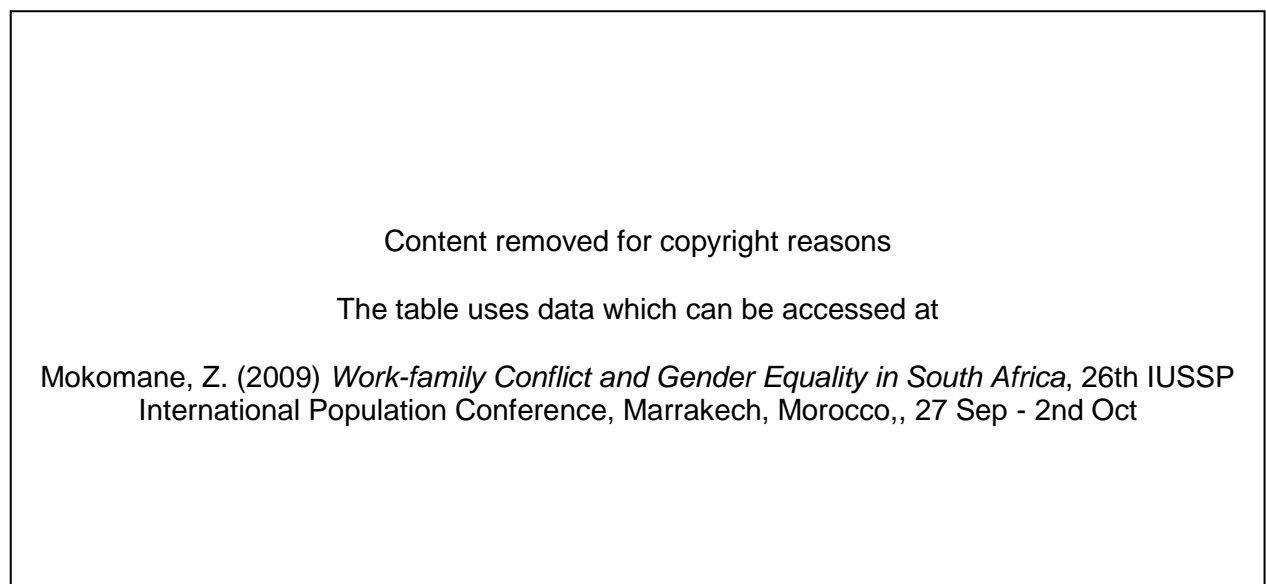 Content removed for copyright reasons
The table uses data which can be accessed at
Mokomane, Z. (2009) Work-family Conflict and Gender Equality in South Africa, 26th IUSSP
International Population Conference, Marrakech, Morocco,, 27 Sep - 2nd Oct